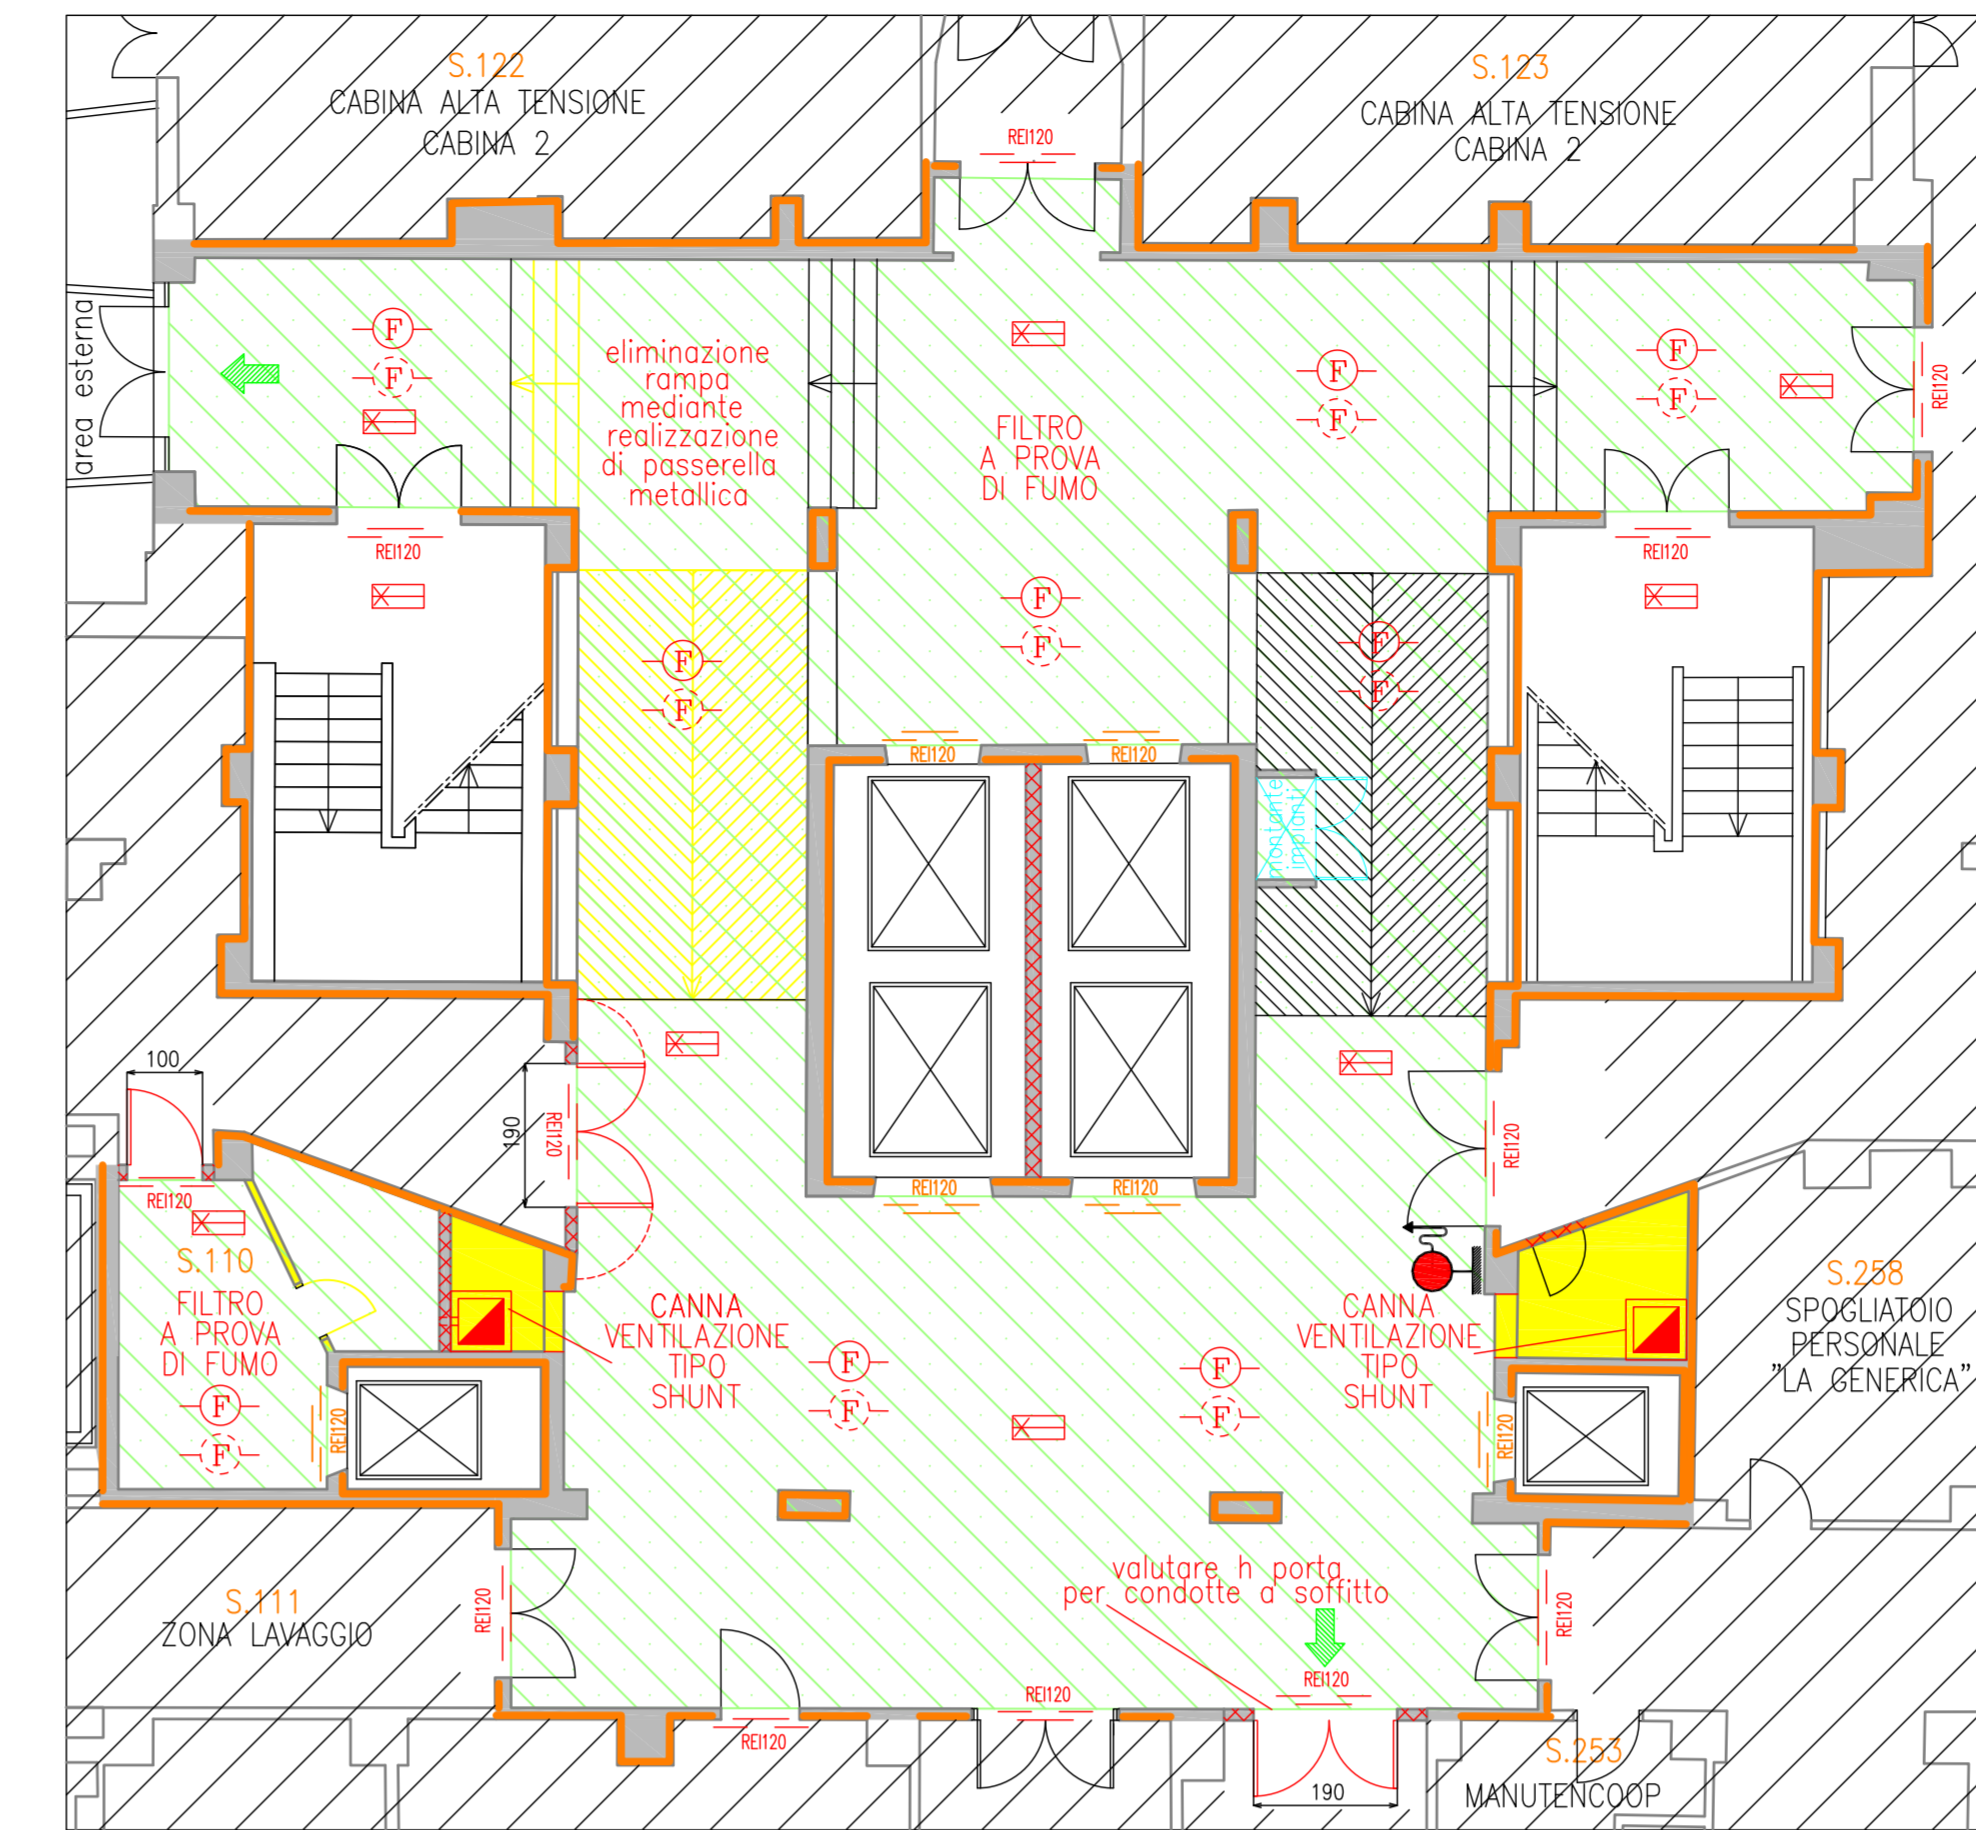 S.122
CABINA ALTA TENSIONE
CABINA 2
S.123
CABINA ALTA TENSIONE
CABINA 2
REI120
area esterna
F
F
eliminazione
rampa
mediante
realizzazione
di passerella
metallica
FILTRO
A PROVA
DI FUMO
F
F
F
F
REI120
REI120
REI120
F
F
F
F
F
F
REI120
REI120
montante
impianti
100
190
REI120
REI120
REI120
REI120
REI120
S.110
FILTRO
A PROVA
DI FUMO
F
F
REI120
CANNA
VENTILAZIONE
TIPO
SHUNT
F
F
F
F
CANNA
VENTILAZIONE
TIPO
SHUNT
REI120
S.258
SPOGLIATOIO
PERSONALE
"LA GENERICA"
S.111
ZONA LAVAGGIO
REI120
valutare h porta
per condotte a soffitto
REI120
REI120
REI120
REI120
190
S.253
MANUTENCOOP